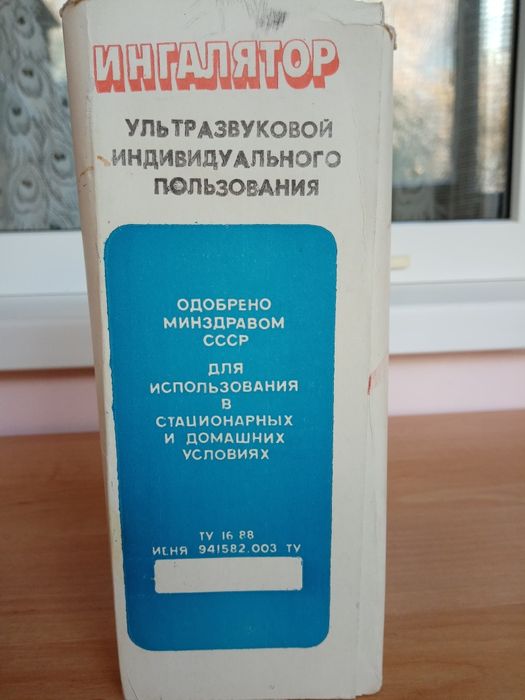 ИНГАЛЯТОР
УЛЬТРАЗВУКОВОЙ
ИНДИВИДУАЛЬНОГО
ПОЛЬЗОВАНИЯ
ОДОБРЕНО
МИНЗДРАВОМ
СССР
ДЛЯ
ИСПОЛЬЗОВАНИЯ
В
СТАЦИОНАРНЫХ
И ДОМАШНИХ
УСЛОВИЯХ
ТУ 16 88
ИЕНЯ 941582.003 ТУ